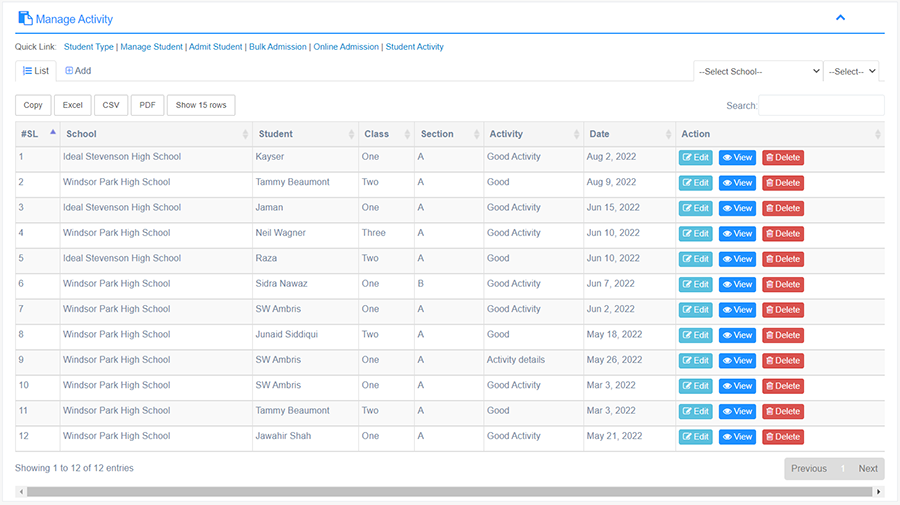 Manage Activity
Quick Link: Student Type | Manage Student | Admit Student | Bulk Admission | Online Admission | Student Activity
List Add --Select School-- --Select--
Copy Excel CSV PDF Show 15 rows Search:
#SL School Student Class Section Activity Date Action
1 Ideal Stevenson High School Kayser One A Good Activity Aug 2, 2022 Edit View Delete
2 Windsor Park High School Tammy Beaumont Two A Good Aug 9, 2022 Edit View Delete
3 Ideal Stevenson High School Jaman One A Good Activity Jun 15, 2022 Edit View Delete
4 Windsor Park High School Neil Wagner Three A Good Activity Jun 10, 2022 Edit View Delete
5 Ideal Stevenson High School Raza Two A Good Jun 10, 2022 Edit View Delete
6 Windsor Park High School Sidra Nawaz One B Good Activity Jun 7, 2022 Edit View Delete
7 Windsor Park High School SW Ambris One A Good Activity Jun 2, 2022 Edit View Delete
8 Windsor Park High School Junaid Siddiqui Two A Good May 18, 2022 Edit View Delete
9 Windsor Park High School SW Ambris One A Activity details May 26, 2022 Edit View Delete
10 Windsor Park High School SW Ambris One A Good Activity Mar 3, 2022 Edit View Delete
11 Windsor Park High School Tammy Beaumont Two A Good Mar 3, 2022 Edit View Delete
12 Windsor Park High School Jawahir Shah One A Good Activity May 21, 2022 Edit View Delete
Showing 1 to 12 of 12 entries Previous 1 Next